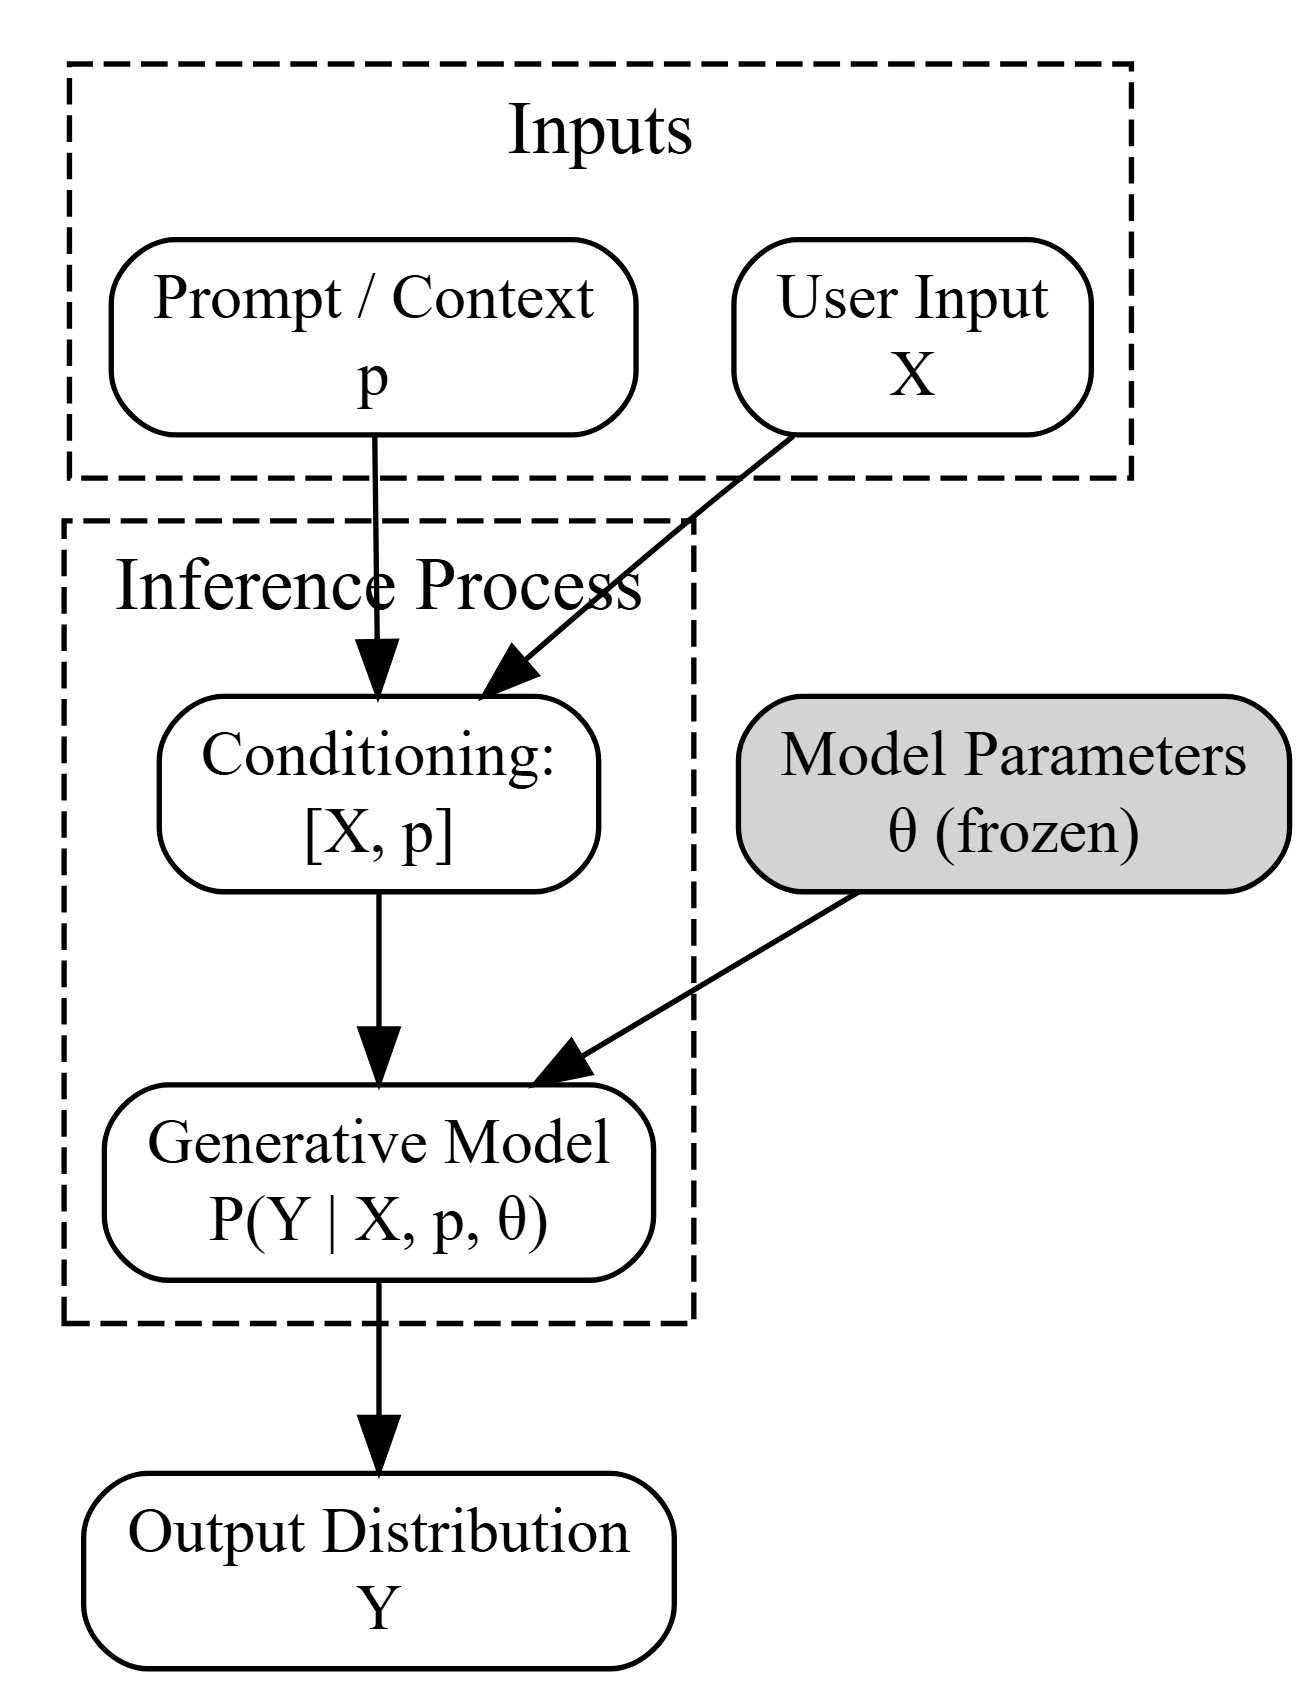 Inputs
Prompt / Context
p
User Input
X
Inference Process
Conditioning:
[X, p]
Model Parameters
θ (frozen)
Generative Model
P(Y | X, p, θ)
Output Distribution
Y